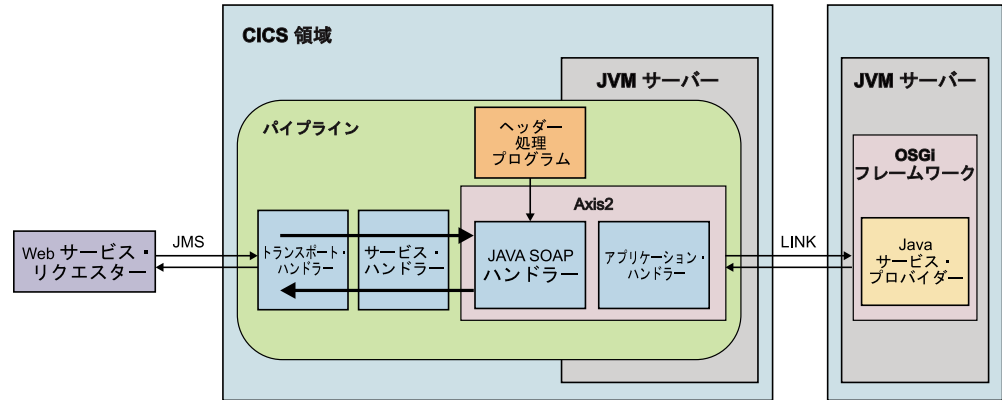 CICS 領域
JVM サーバー
JVM サーバー
パイプライン
ヘッダー
処理
プログラム
OSGi
フレームワーク
Axis2
Web サービス・
リクエスター
JMS
トランスポート・
ハンドラー
サービス・
ハンドラー
JAVA SOAP
ハンドラー
アプリケーション・
ハンドラー
LINK
Java
サービス・
プロバイダー